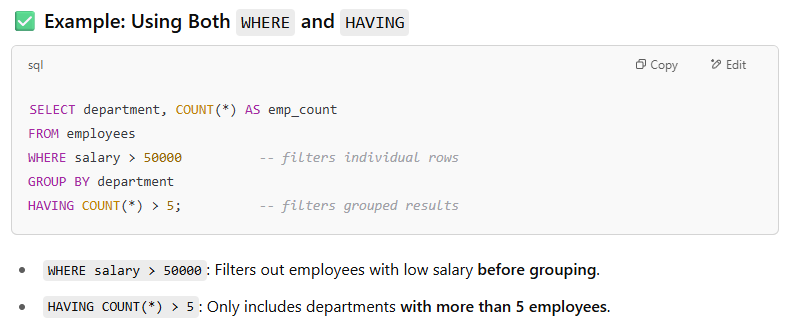 ✅ Example: Using Both WHERE and HAVING
sql Copy Edit
SELECT department, COUNT(*) AS emp_count
FROM employees
WHERE salary > 50000 -- filters individual rows
GROUP BY department
HAVING COUNT(*) > 5; -- filters grouped results
• WHERE salary > 50000: Filters out employees with low salary before grouping.
• HAVING COUNT(*) > 5: Only includes departments with more than 5 employees.